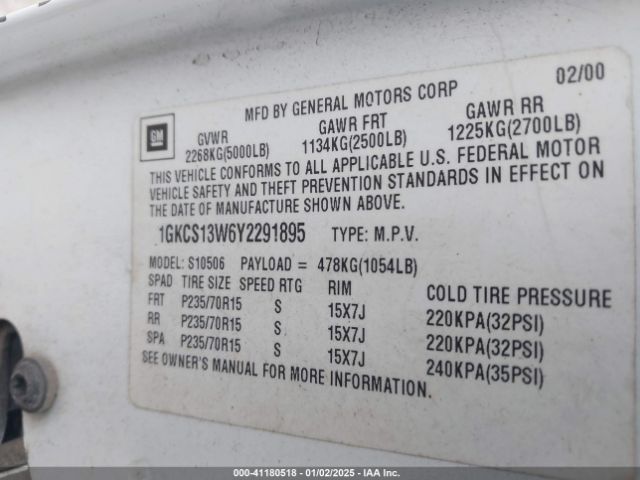 02/00
MFD BY GENERAL MOTORS CORP
GM
GVWR GAWR FRT GAWR RR
2268KG(5000LB) 1134KG(2500LB) 1225KG(2700LB)
THIS VEHICLE CONFORMS TO ALL APPLICABLE U.S. FEDERAL MOTOR
VEHICLE SAFETY AND THEFT PREVENTION STANDARDS IN EFFECT ON
THE DATE OF MANUFACTURE SHOWN ABOVE.
1GKCS13W6Y2291895 TYPE: M.P.V.
MODEL: S10506 PAYLOAD = 478KG(1054LB)
SPAD TIRE SIZE SPEED RTG RIM COLD TIRE PRESSURE
FRT P235/70R15 S 15X7J 220KPA(32PSI)
RR P235/70R15 S 15X7J 220KPA(32PSI)
SPA P235/70R15 S 15X7J 240KPA(35PSI)
SEE OWNER'S MANUAL FOR MORE INFORMATION.
000-41180518 - 01/02/2025 - IAA Inc.